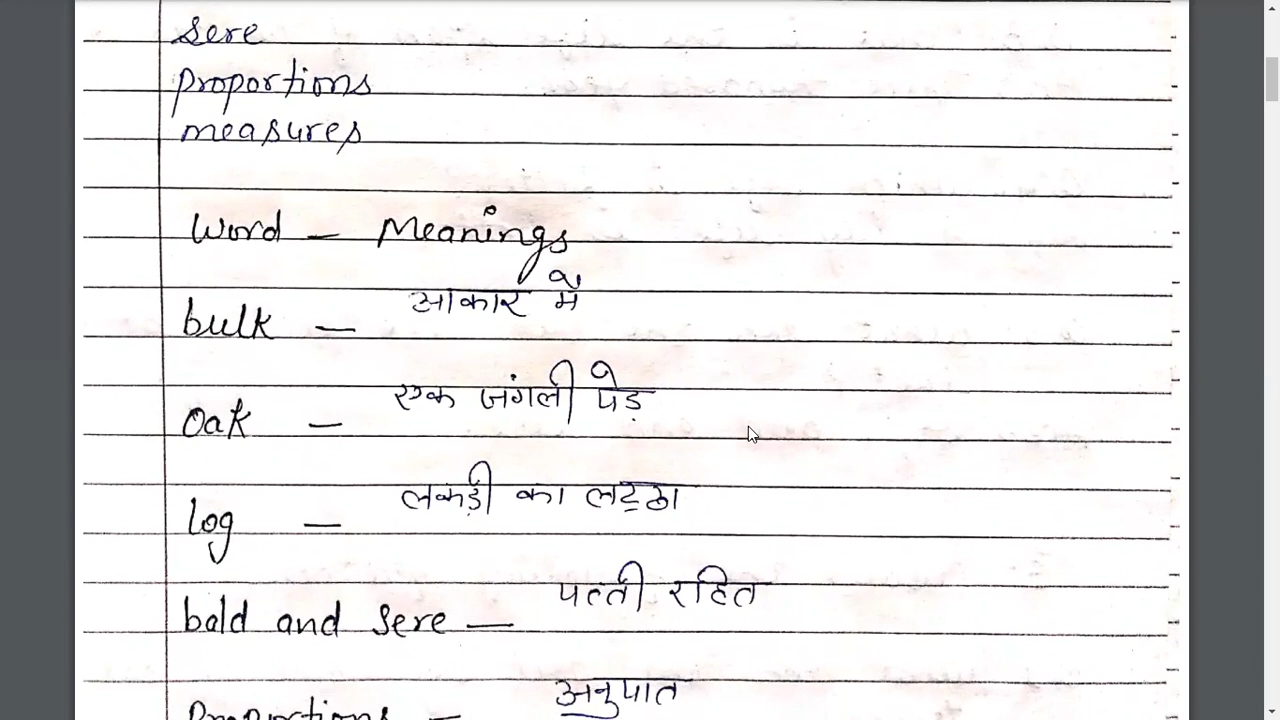 sere
proportions
measures
Word - Meanings
bulk - आकार में
Oak - एक जंगली पेड़
log - लकड़ी का लट्ठा
bald and sere - पत्ती रहित
Proportions - अनुपात